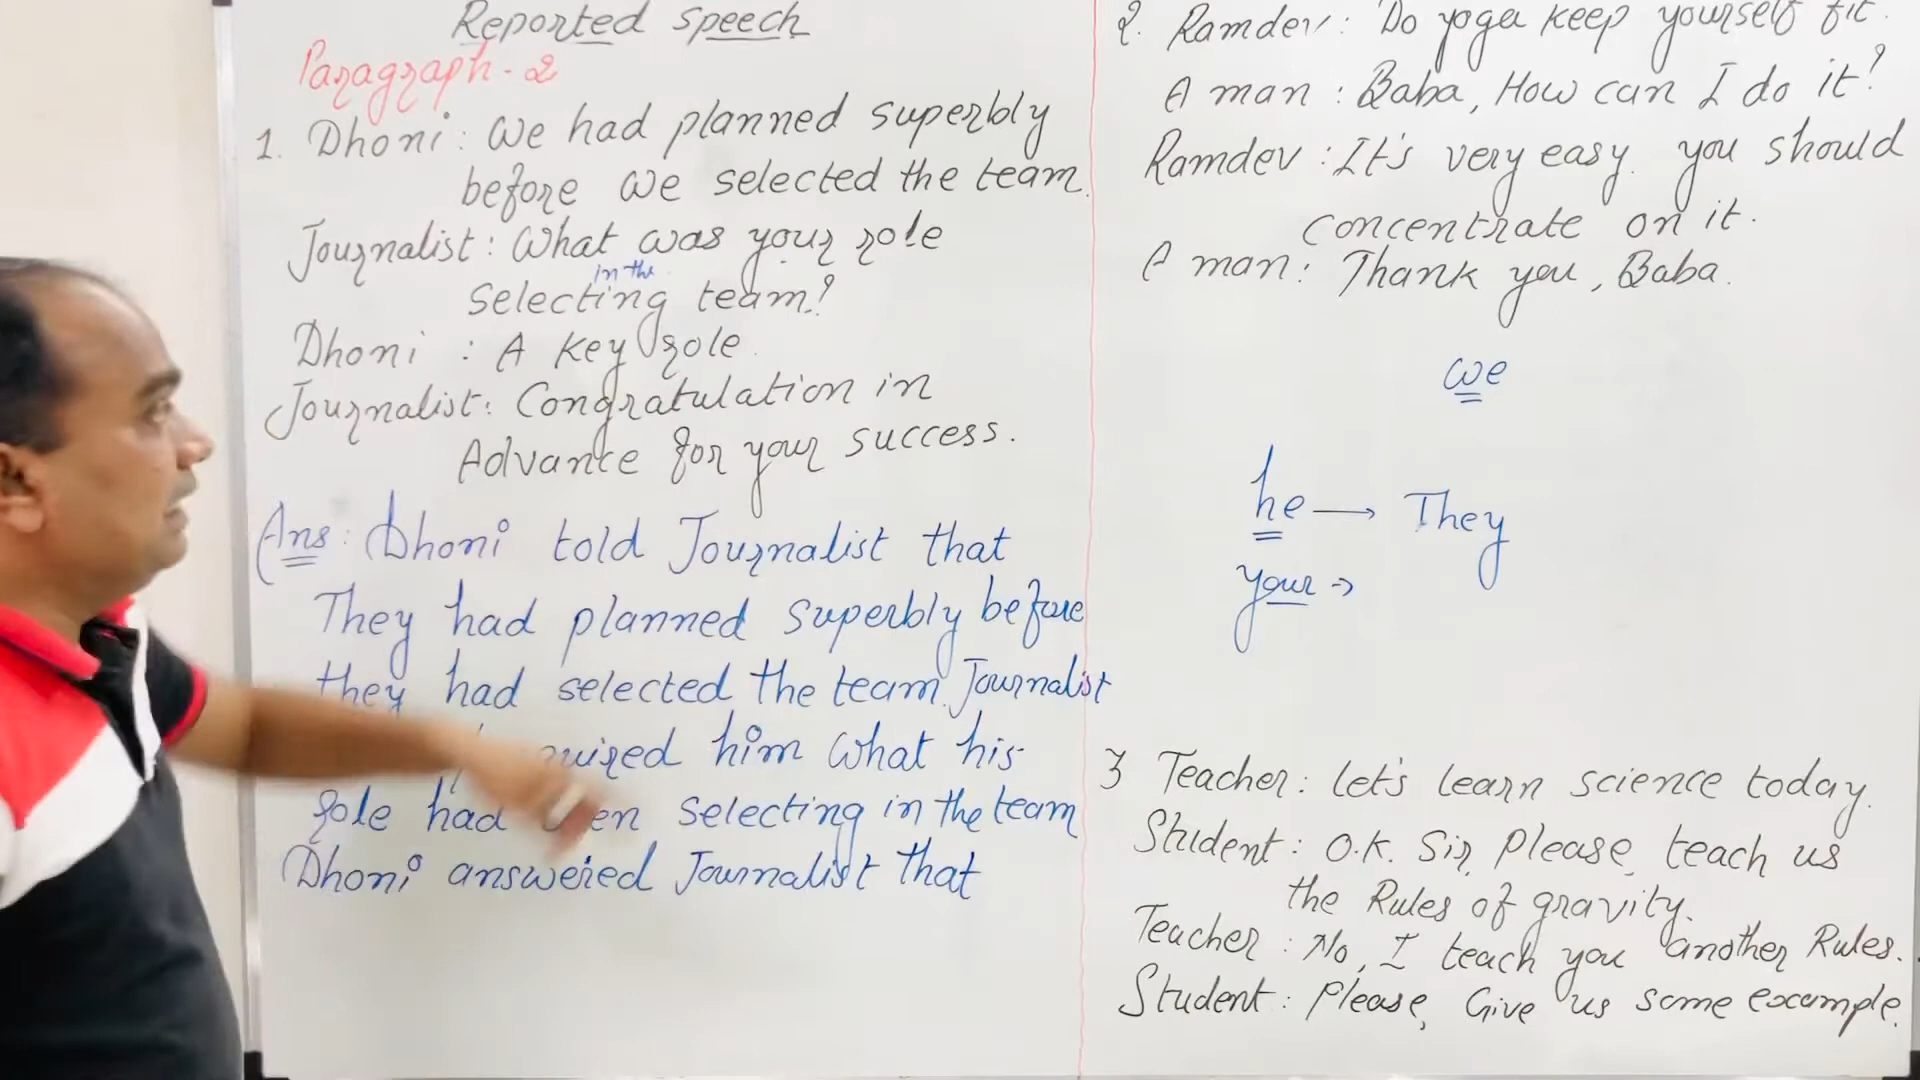 Reported speech
Paragraph-2
1. Dhoni: We had planned superbly
before we selected the team.
Journalist: What was your role
in the
Selecting team?
Dhoni : A key role.
Journalist: Congratulation in
Advance for your success.
Ans: Dhoni told Journalist that
They had planned superbly before
they had selected the team. Journalist
him what his
role had selecting in the team
Dhoni answered Journalist that
2. Ramdev: Do yoga keep yourself fit.
A man : Baba, How can I do it?
Ramdev : It's very easy. you should
concentrate on it.
A man: Thank you, Baba.
we
he → They
your →
3 Teacher: let's learn science today.
Student: O.K. Sir, Please, teach us
the Rules of gravity.
Teacher: No, I teach you another Rules.
Student: Please, Give us some example.